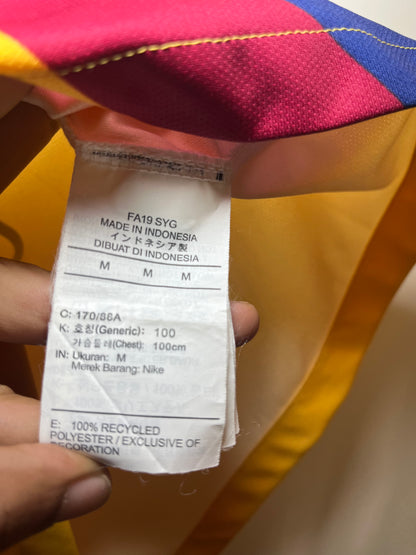 FA19 SYG
MADE IN INDONESIA
インドネシア製
DIBUAT DI INDONESIA
M M M
C: 170/88A
K: 호칭(Generic): 100
가슴둘레(Chest): 100cm
IN: Ukuran: M
Merek Barang: Nike
E: 100% RECYCLED
POLYESTER / EXCLUSIVE OF
DECORATION